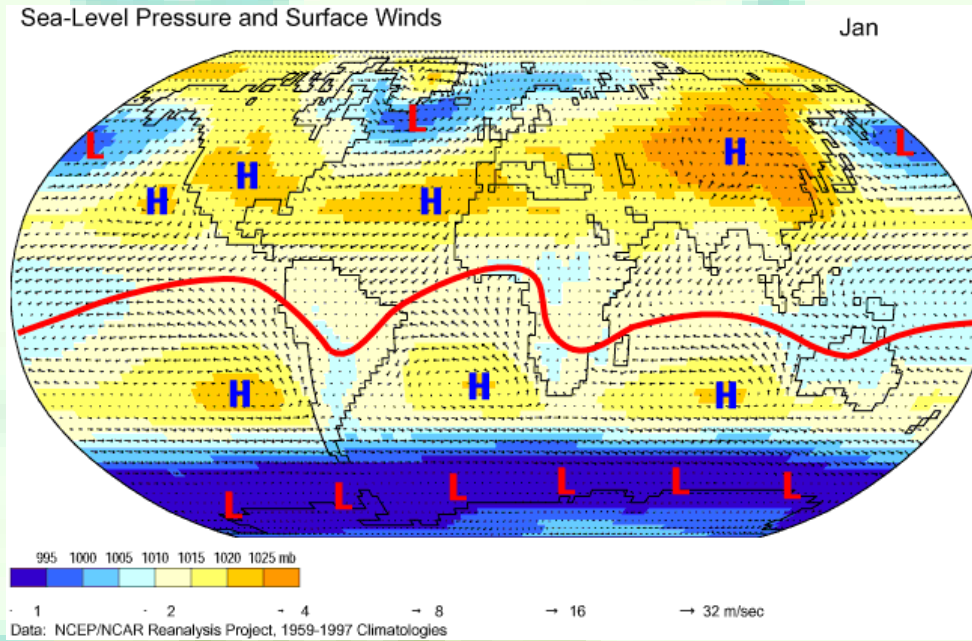 Sea-Level Pressure and Surface Winds
Jan
L
L
L
H
H
H
H
H
H
H
L
L
L
L
L
L
995 1000 1005 1010 1015 1020 1025 mb
1 2 4 8 16 32 m/sec
Data: NCEP/NCAR Reanalysis Project, 1959-1997 Climatologies